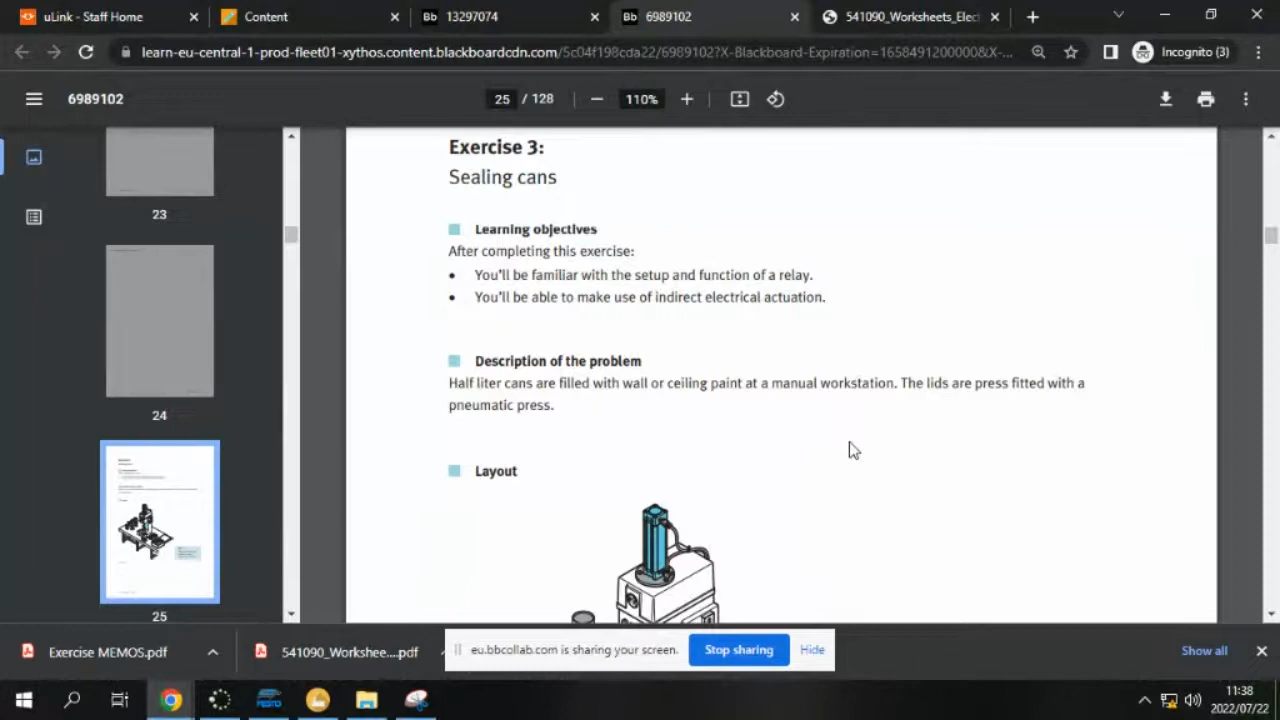 uLink - Staff Home
Content
Bb 13297074
Bb 6989102
541090_Worksheets_Elect
learn-eu-central-1-prod-fleet01-xythos.content.blackboardcdn.com/5c04f198cda22/6989102?X-Blackboard-Expiration=1658491200000&X-...
Incognito (3)
6989102
25 / 128
110%
23
24
25
Exercise 3:
Sealing cans
Learning objectives
After completing this exercise:
• You'll be familiar with the setup and function of a relay.
• You'll be able to make use of indirect electrical actuation.
Description of the problem
Half liter cans are filled with wall or ceiling paint at a manual workstation. The lids are press fitted with a
pneumatic press.
Layout
Exercise MEMOS.pdf
541090_Workshee....pdf
eu.bbcollab.com is sharing your screen.
Stop sharing
Hide
Show all
FESTO
11:38
2022/07/22